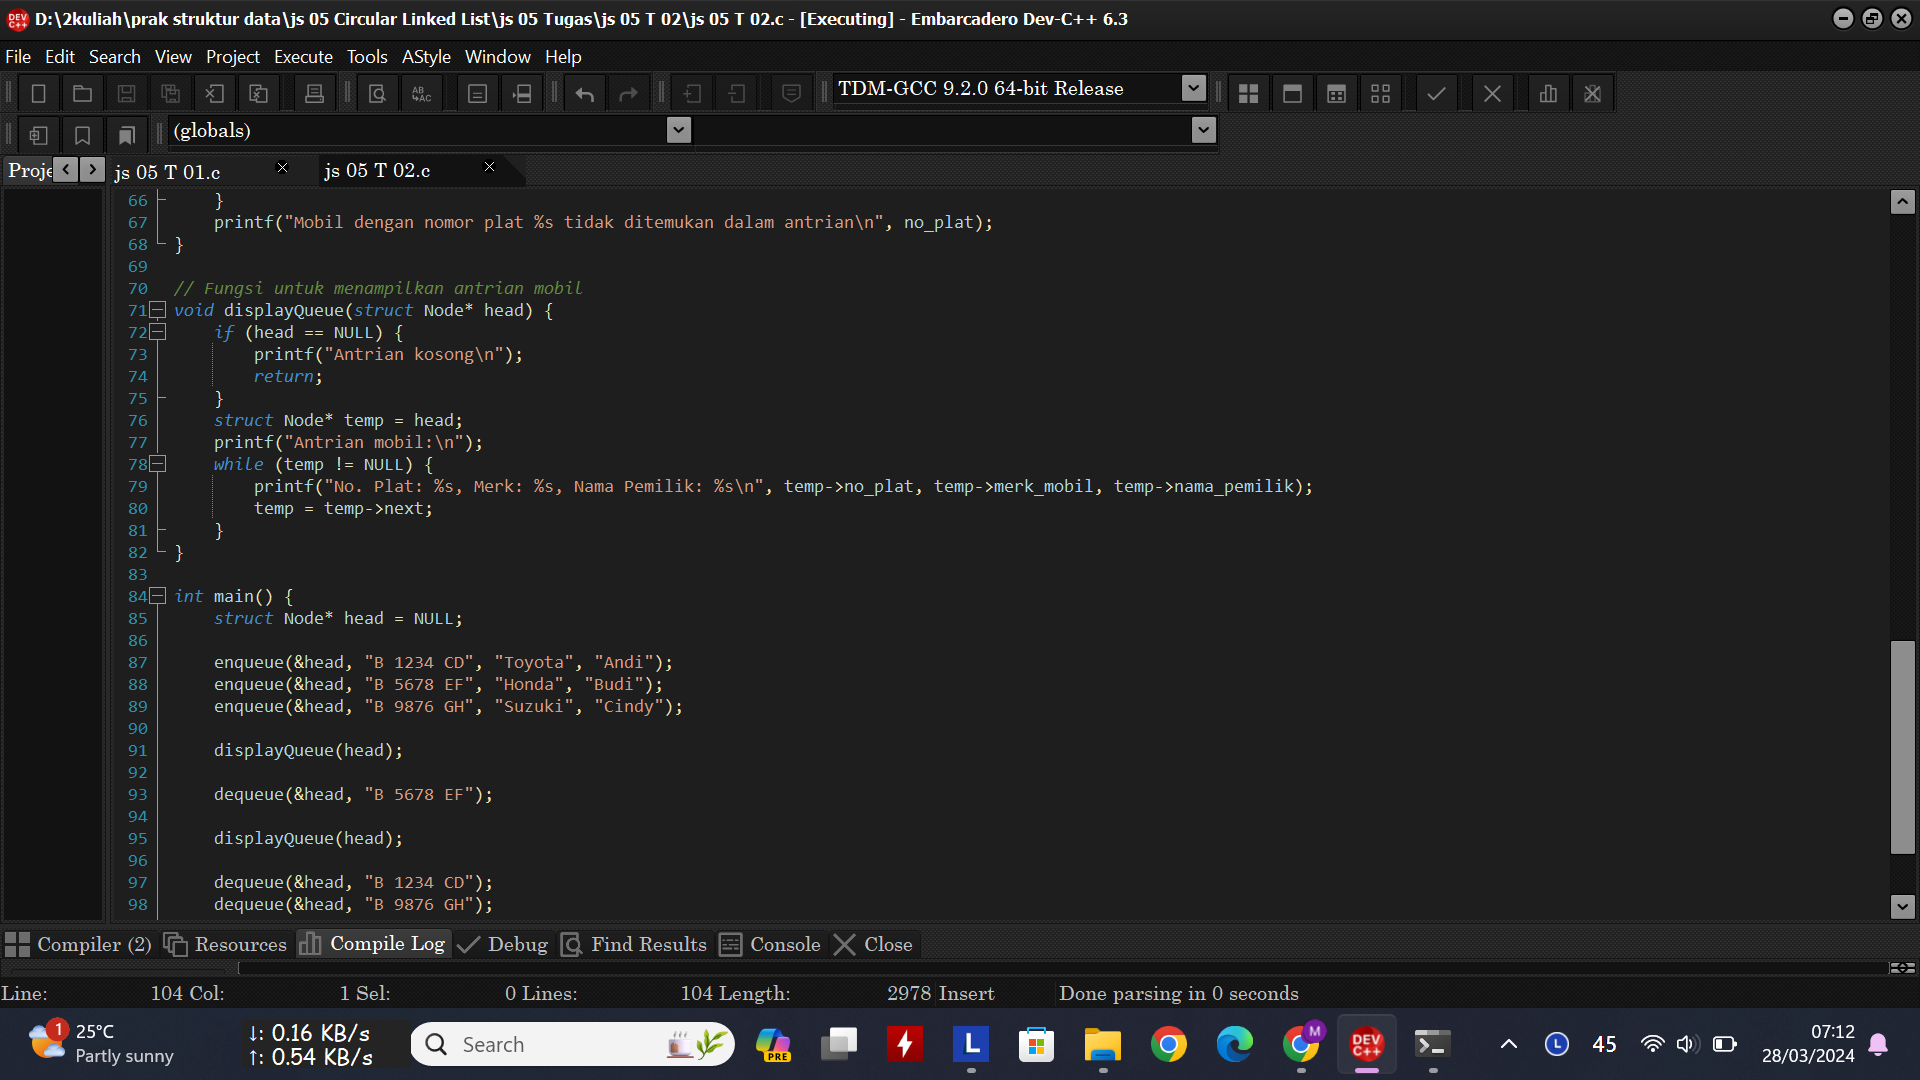 D:\2kuliah\prak struktur data\js 05 Circular Linked List\js 05 Tugas\js 05 T 02\js 05 T 02.c - [Executing] - Embarcadero Dev-C++ 6.3
File Edit Search View Project Execute Tools AStyle Window Help
TDM-GCC 9.2.0 64-bit Release
(globals)
Proje js 05 T 01.c js 05 T 02.c
66 }
67 printf("Mobil dengan nomor plat %s tidak ditemukan dalam antrian\n", no_plat);
68 }
69
70 // Fungsi untuk menampilkan antrian mobil
71 void displayQueue(struct Node* head) {
72 if (head == NULL) {
73 printf("Antrian kosong\n");
74 return;
75 }
76 struct Node* temp = head;
77 printf("Antrian mobil:\n");
78 while (temp != NULL) {
79 printf("No. Plat: %s, Merk: %s, Nama Pemilik: %s\n", temp->no_plat, temp->merk_mobil, temp->nama_pemilik);
80 temp = temp->next;
81 }
82 }
83
84 int main() {
85 struct Node* head = NULL;
86
87 enqueue(&head, "B 1234 CD", "Toyota", "Andi");
88 enqueue(&head, "B 5678 EF", "Honda", "Budi");
89 enqueue(&head, "B 9876 GH", "Suzuki", "Cindy");
90
91 displayQueue(head);
92
93 dequeue(&head, "B 5678 EF");
94
95 displayQueue(head);
96
97 dequeue(&head, "B 1234 CD");
98 dequeue(&head, "B 9876 GH");
Compiler (2) Resources Compile Log Debug Find Results Console Close
Line: 104 Col: 1 Sel: 0 Lines: 104 Length: 2978 Insert Done parsing in 0 seconds
1 25°C
Partly sunny
↓: 0.16 KB/s
↑: 0.54 KB/s
Search
PRE
L
M
DEV C++
L
45
07:12
28/03/2024